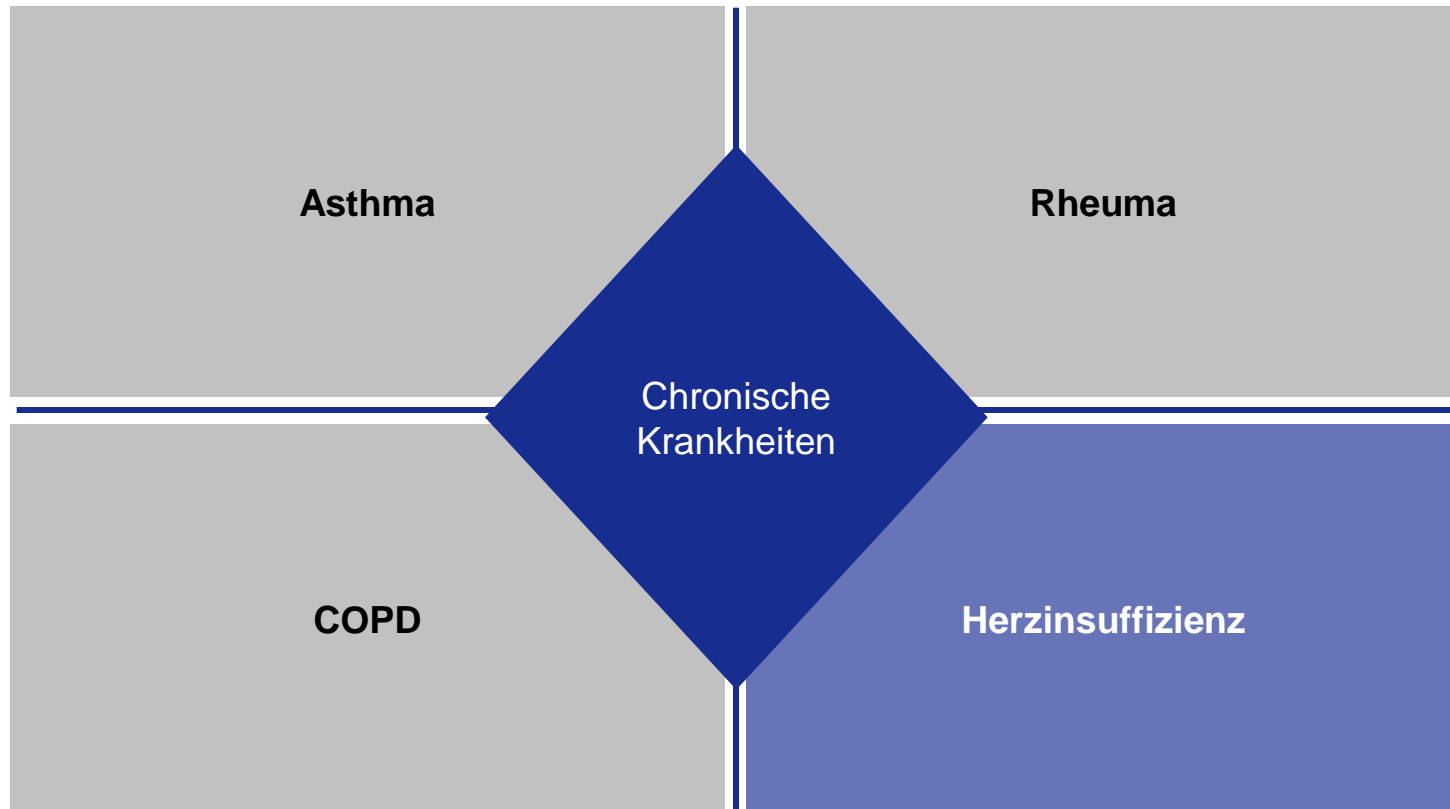 Asthma
Rheuma
Chronische
Krankheiten
COPD
Herzinsuffizienz